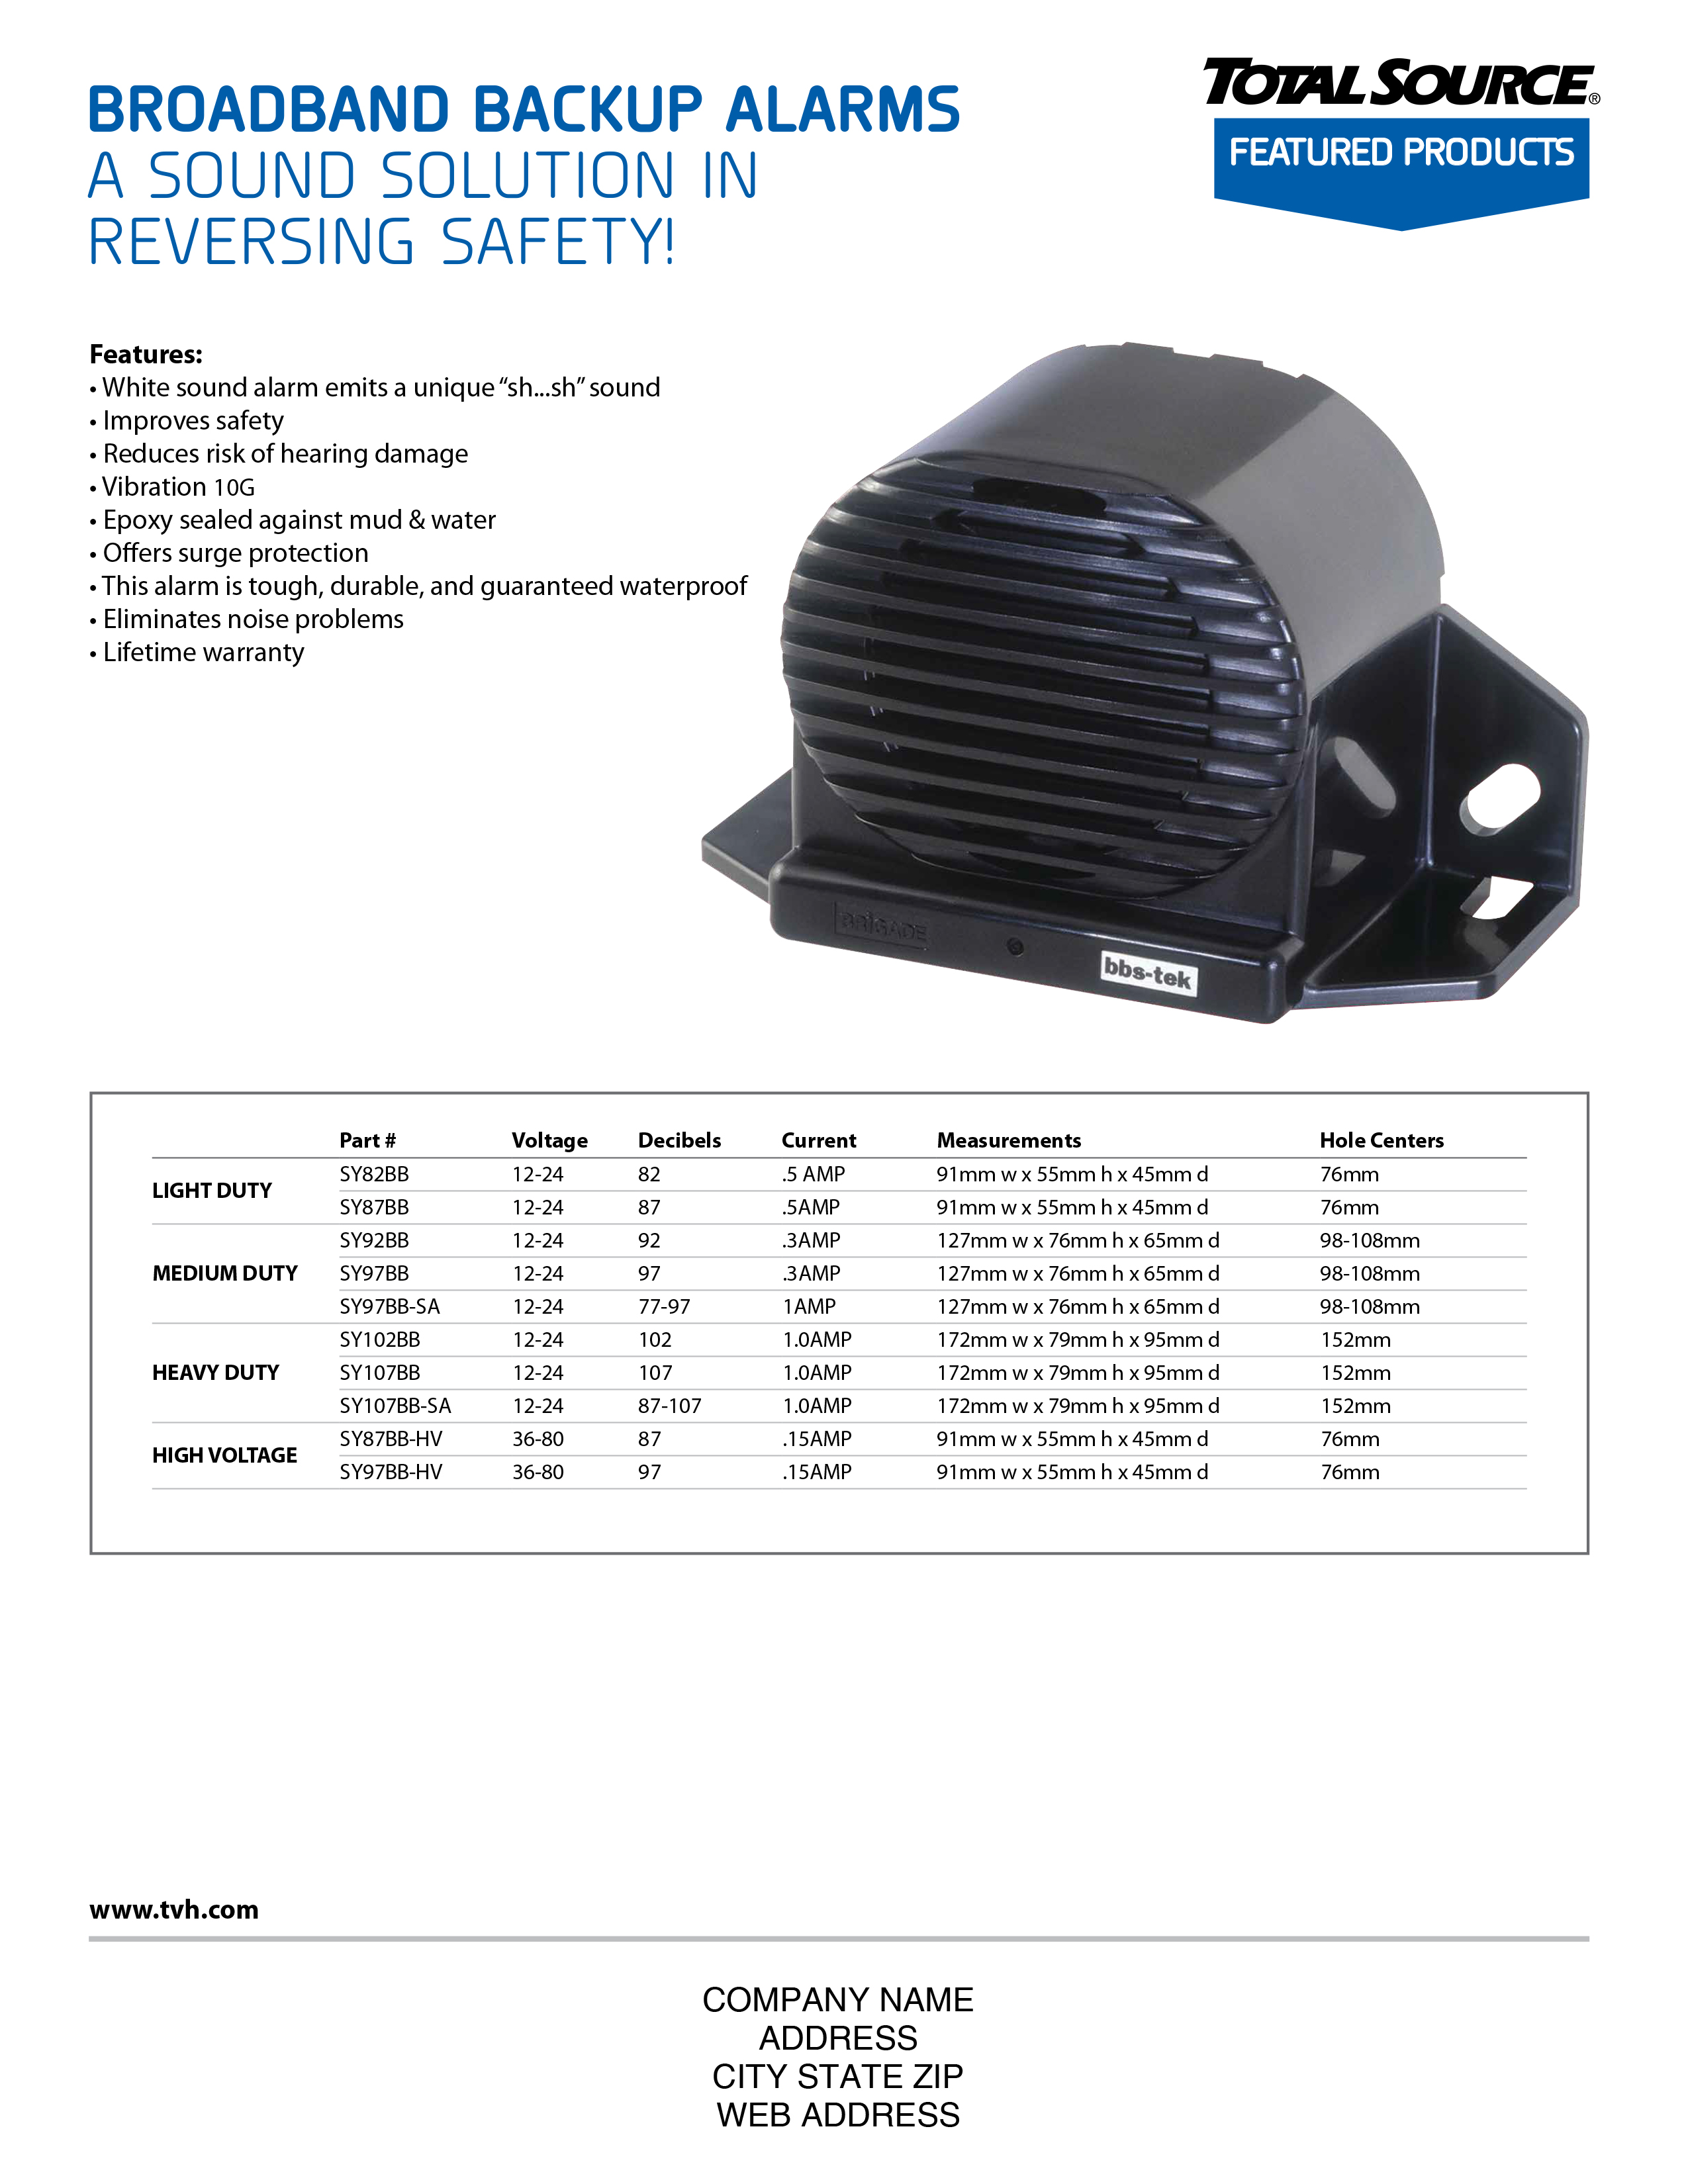 BROADBAND BACKUP ALARMS
A SOUND SOLUTION IN
REVERSING SAFETY!
TOTALSOURCE®
FEATURED PRODUCTS
Features:
• White sound alarm emits a unique “sh...sh” sound
• Improves safety
• Reduces risk of hearing damage
• Vibration 10G
• Epoxy sealed against mud & water
• Offers surge protection
• This alarm is tough, durable, and guaranteed waterproof
• Eliminates noise problems
• Lifetime warranty
BRIGADE
bbs-tek
Part # Voltage Decibels Current Measurements Hole Centers
LIGHT DUTY
SY82BB 12-24 82 .5 AMP 91mm w x 55mm h x 45mm d 76mm
SY87BB 12-24 87 .5AMP 91mm w x 55mm h x 45mm d 76mm
SY92BB 12-24 92 .3AMP 127mm w x 76mm h x 65mm d 98-108mm
MEDIUM DUTY SY97BB 12-24 97 .3AMP 127mm w x 76mm h x 65mm d 98-108mm
SY97BB-SA 12-24 77-97 1AMP 127mm w x 76mm h x 65mm d 98-108mm
SY102BB 12-24 102 1.0AMP 172mm w x 79mm h x 95mm d 152mm
HEAVY DUTY SY107BB 12-24 107 1.0AMP 172mm w x 79mm h x 95mm d 152mm
SY107BB-SA 12-24 87-107 1.0AMP 172mm w x 79mm h x 95mm d 152mm
HIGH VOLTAGE
SY87BB-HV 36-80 87 .15AMP 91mm w x 55mm h x 45mm d 76mm
SY97BB-HV 36-80 97 .15AMP 91mm w x 55mm h x 45mm d 76mm
www.tvh.com
COMPANY NAME
ADDRESS
CITY STATE ZIP
WEB ADDRESS